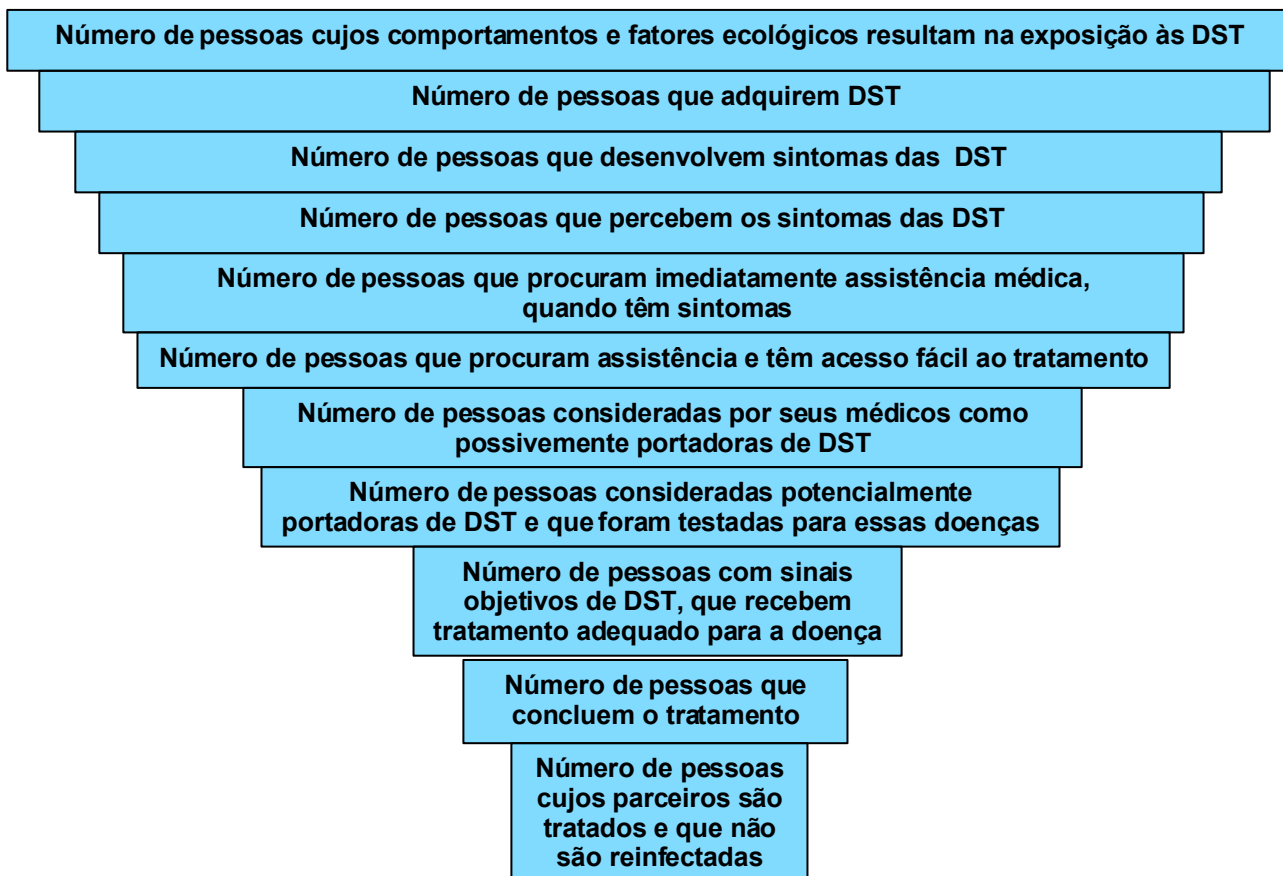 Número de pessoas cujos comportamentos e fatores ecológicos resultam na exposição às DST
Número de pessoas que adquirem DST
Número de pessoas que desenvolvem sintomas das DST
Número de pessoas que percebem os sintomas das DST
Número de pessoas que procuram imediatamente assistência médica,
quando têm sintomas
Número de pessoas que procuram assistência e têm acesso fácil ao tratamento
Número de pessoas consideradas por seus médicos como
possivemente portadoras de DST
Número de pessoas consideradas potencialmente
portadoras de DST e que foram testadas para essas doenças
Número de pessoas com sinais
objetivos de DST, que recebem
tratamento adequado para a doença
Número de pessoas que
concluem o tratamento
Número de pessoas
cujos parceiros são
tratados e que não
são reinfectadas